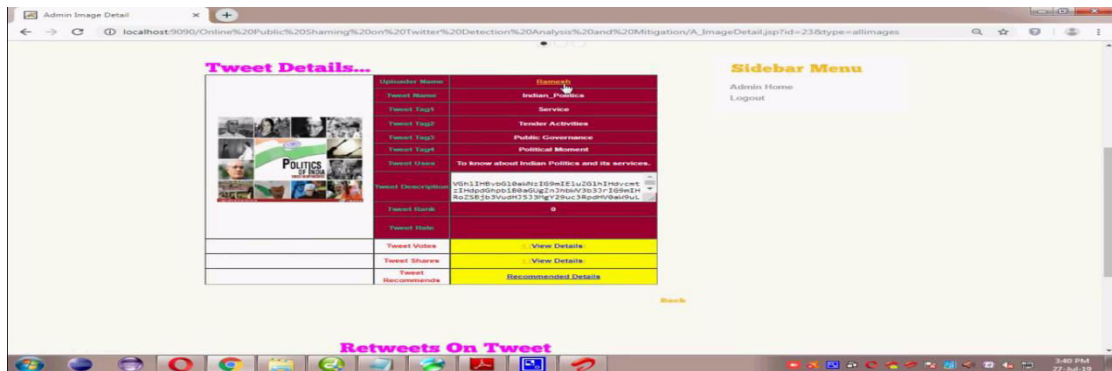 Admin Image Detail
localhost:9090/Online%20Public%20Shaming%20on%20Twitter%20Detection%20Analysis%20and%20Mitigation/A_ImageDetail.jsp?id=23&type=allimages
Tweet Details...
Uploader Name Ramesh
Tweet Name Indian_Politics
Tweet Tag1 Service
Tweet Tag2 Tender Activities
Tweet Tag3 Public Governance
Tweet Tag4 Political Moment
Tweet Uses To know about Indian Politics and its services.
Tweet Description
Tweet Rank 0
Tweet Rate
Tweet Votes View Details
Tweet Shares View Details
Tweet Recommends Recommended Details
POLITICS
OF INDIA
Back
Sidebar Menu
Admin Home
Logout
Retweets On Tweet
3:40 PM
27-Jul-19